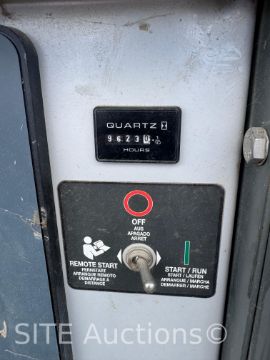 QUARTZ
9623
HOURS
OFF
AUS
APAGADO
ARRET
REMOTE START
FERNSTART
ARRANQUE REMOTO
DEMARRAGE A
DISTANCE
START / RUN
START / LAUFEN
ARRANQUE / MARCHA
DEMARRER / MARCHE
SITE Auctions©